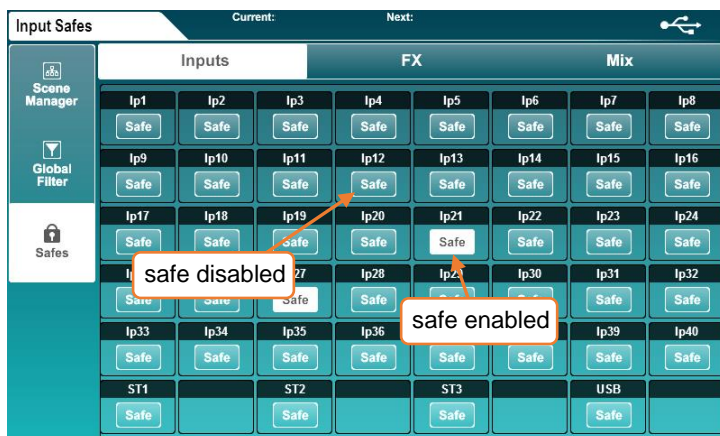 Input Safes Current: Next:
Inputs FX Mix
Scene
Manager
Global
Filter
Safes
Ip1 Ip2 Ip3 Ip4 Ip5 Ip6 Ip7 Ip8
Safe Safe Safe Safe Safe Safe Safe Safe
Ip9 Ip10 Ip11 Ip12 Ip13 Ip14 Ip15 Ip16
Safe Safe Safe Safe Safe Safe Safe Safe
Ip17 Ip18 Ip19 Ip20 Ip21 Ip22 Ip23 Ip24
Safe Safe Safe Safe Safe Safe Safe Safe
safe disabled
27 Ip28 Ip30 Ip31 Ip32
Safe Safe Safe Safe Safe Safe
safe enabled
Ip33 Ip34 Ip35 Ip36 Ip39 Ip40
Safe Safe Safe Safe Safe Safe Safe Safe
ST1 ST2 ST3 USB
Safe Safe Safe Safe